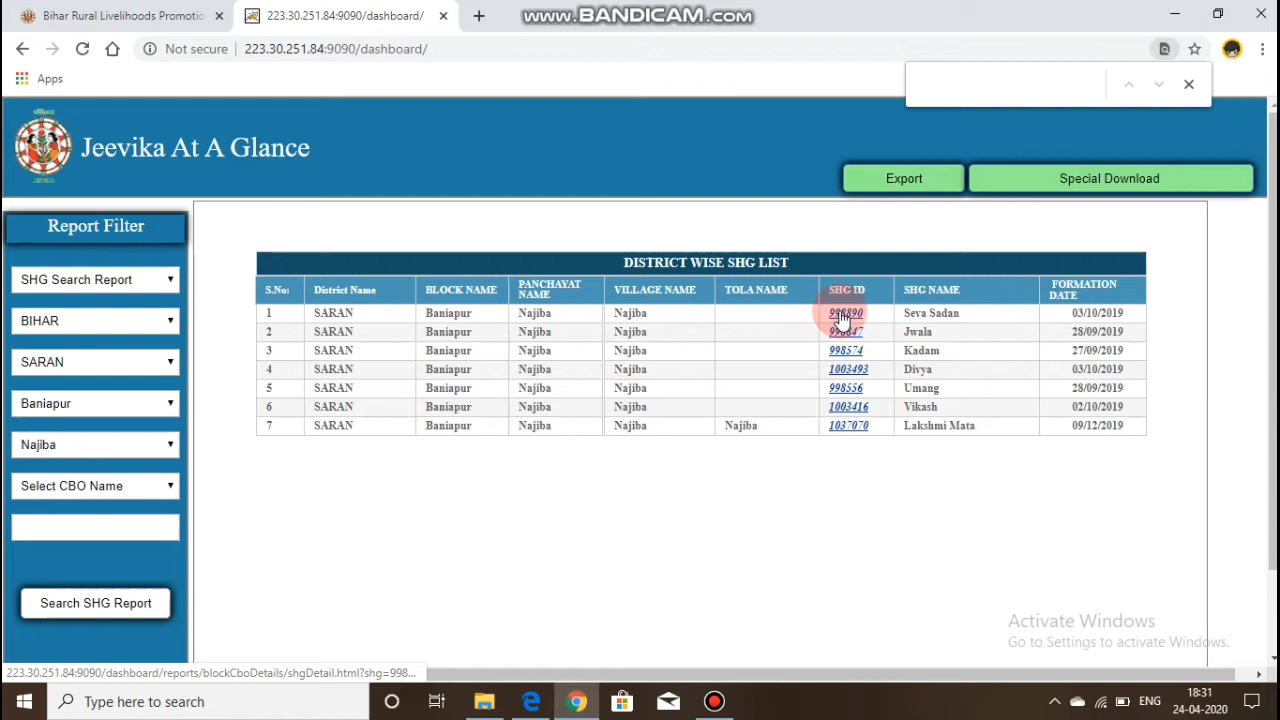 www.BANDICAM.com
Bihar Rural Livelihoods Promotio
223.30.251.84:9090/dashboard/
Not secure
223.30.251.84:9090/dashboard/
Apps
Jeevika At A Glance
Export
Special Download
Report Filter
SHG Search Report
BIHAR
SARAN
Baniapur
Najiba
Select CBO Name
Search SHG Report
DISTRICT WISE SHG LIST
S.No: District Name BLOCK NAME PANCHAYAT NAME VILLAGE NAME TOLA NAME SHG ID SHG NAME FORMATION DATE
1 SARAN Baniapur Najiba Najiba 998890 Seva Sadan 03/10/2019
2 SARAN Baniapur Najiba Najiba Jwala 28/09/2019
3 SARAN Baniapur Najiba Najiba 998574 Kadam 27/09/2019
4 SARAN Baniapur Najiba Najiba 1003493 Divya 03/10/2019
5 SARAN Baniapur Najiba Najiba 998556 Umang 28/09/2019
6 SARAN Baniapur Najiba Najiba 1003416 Vikash 02/10/2019
7 SARAN Baniapur Najiba Najiba Najiba 1037070 Lakshmi Mata 09/12/2019
Activate Windows
Go to Settings to activate Windows.
223.30.251.84:9090/dashboard/reports/blockCboDetails/shgDetail.html?shg=998...
Type here to search
ENG
18:31
24-04-2020